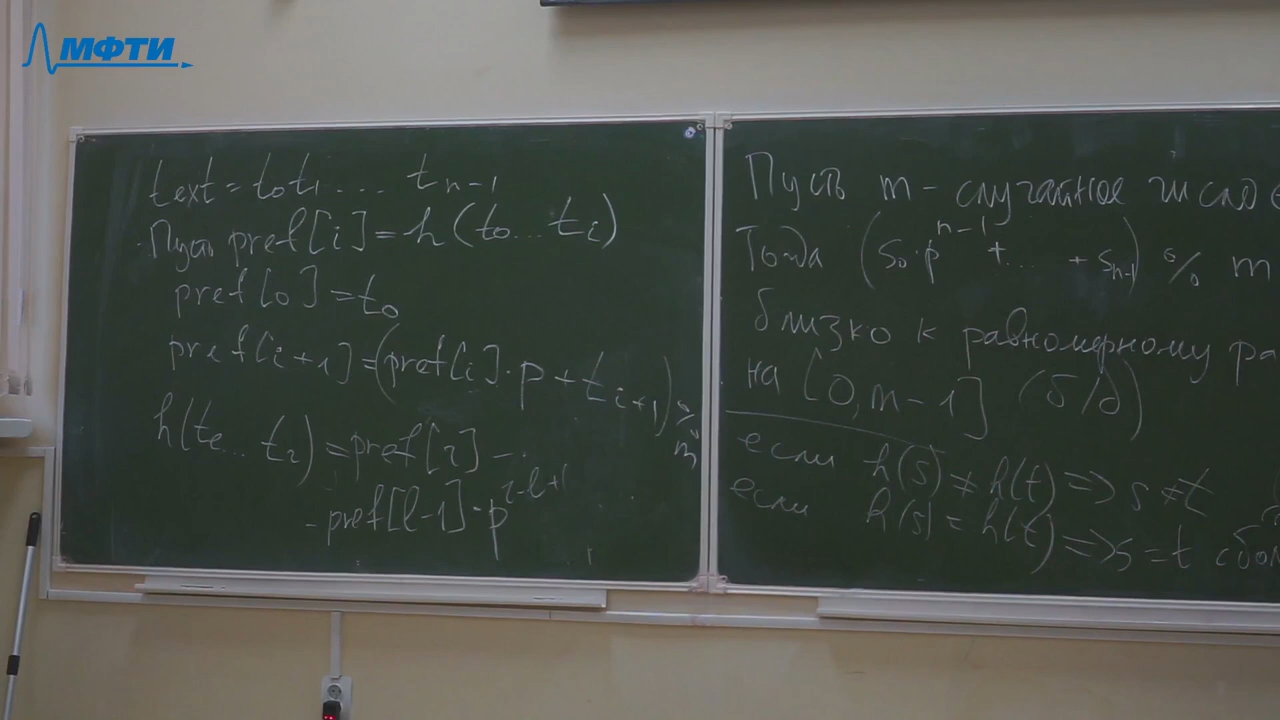 МФТИ
text = t₀t₁ .... tₙ₋₁
Пусть pref[i] = h(t₀...tᵢ)
pref[0] = t₀
pref[i+1] = (pref[i]·p + tᵢ₊₁) % m
h(tₑ...tᵣ) = pref[r] -
- pref[l-1]·p^{r-l+1}
Пусть m - случайное число
Тогда (s₀·p^{n-1} + ... + sₙ₋₁) % m
близко к равномерному
на [0, m-1] (б/д)
если h(s) ≠ h(t) => s ≠ t
если h(s) = h(t) => s = t с